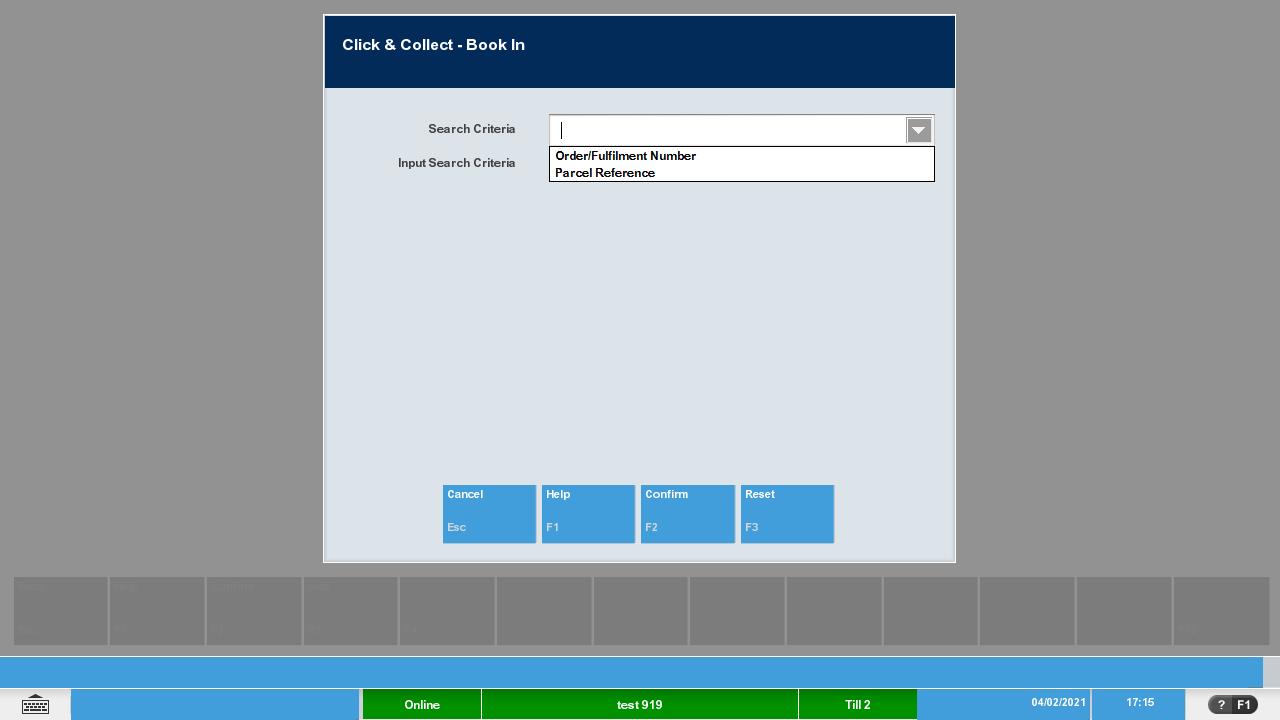 Click & Collect - Book In
Search Criteria
Input Search Criteria
Order/Fulfilment Number
Parcel Reference
Cancel
Esc
Help
F1
Confirm
F2
Reset
F3
Online
test 919
Till 2
04/02/2021
17:15
? F1